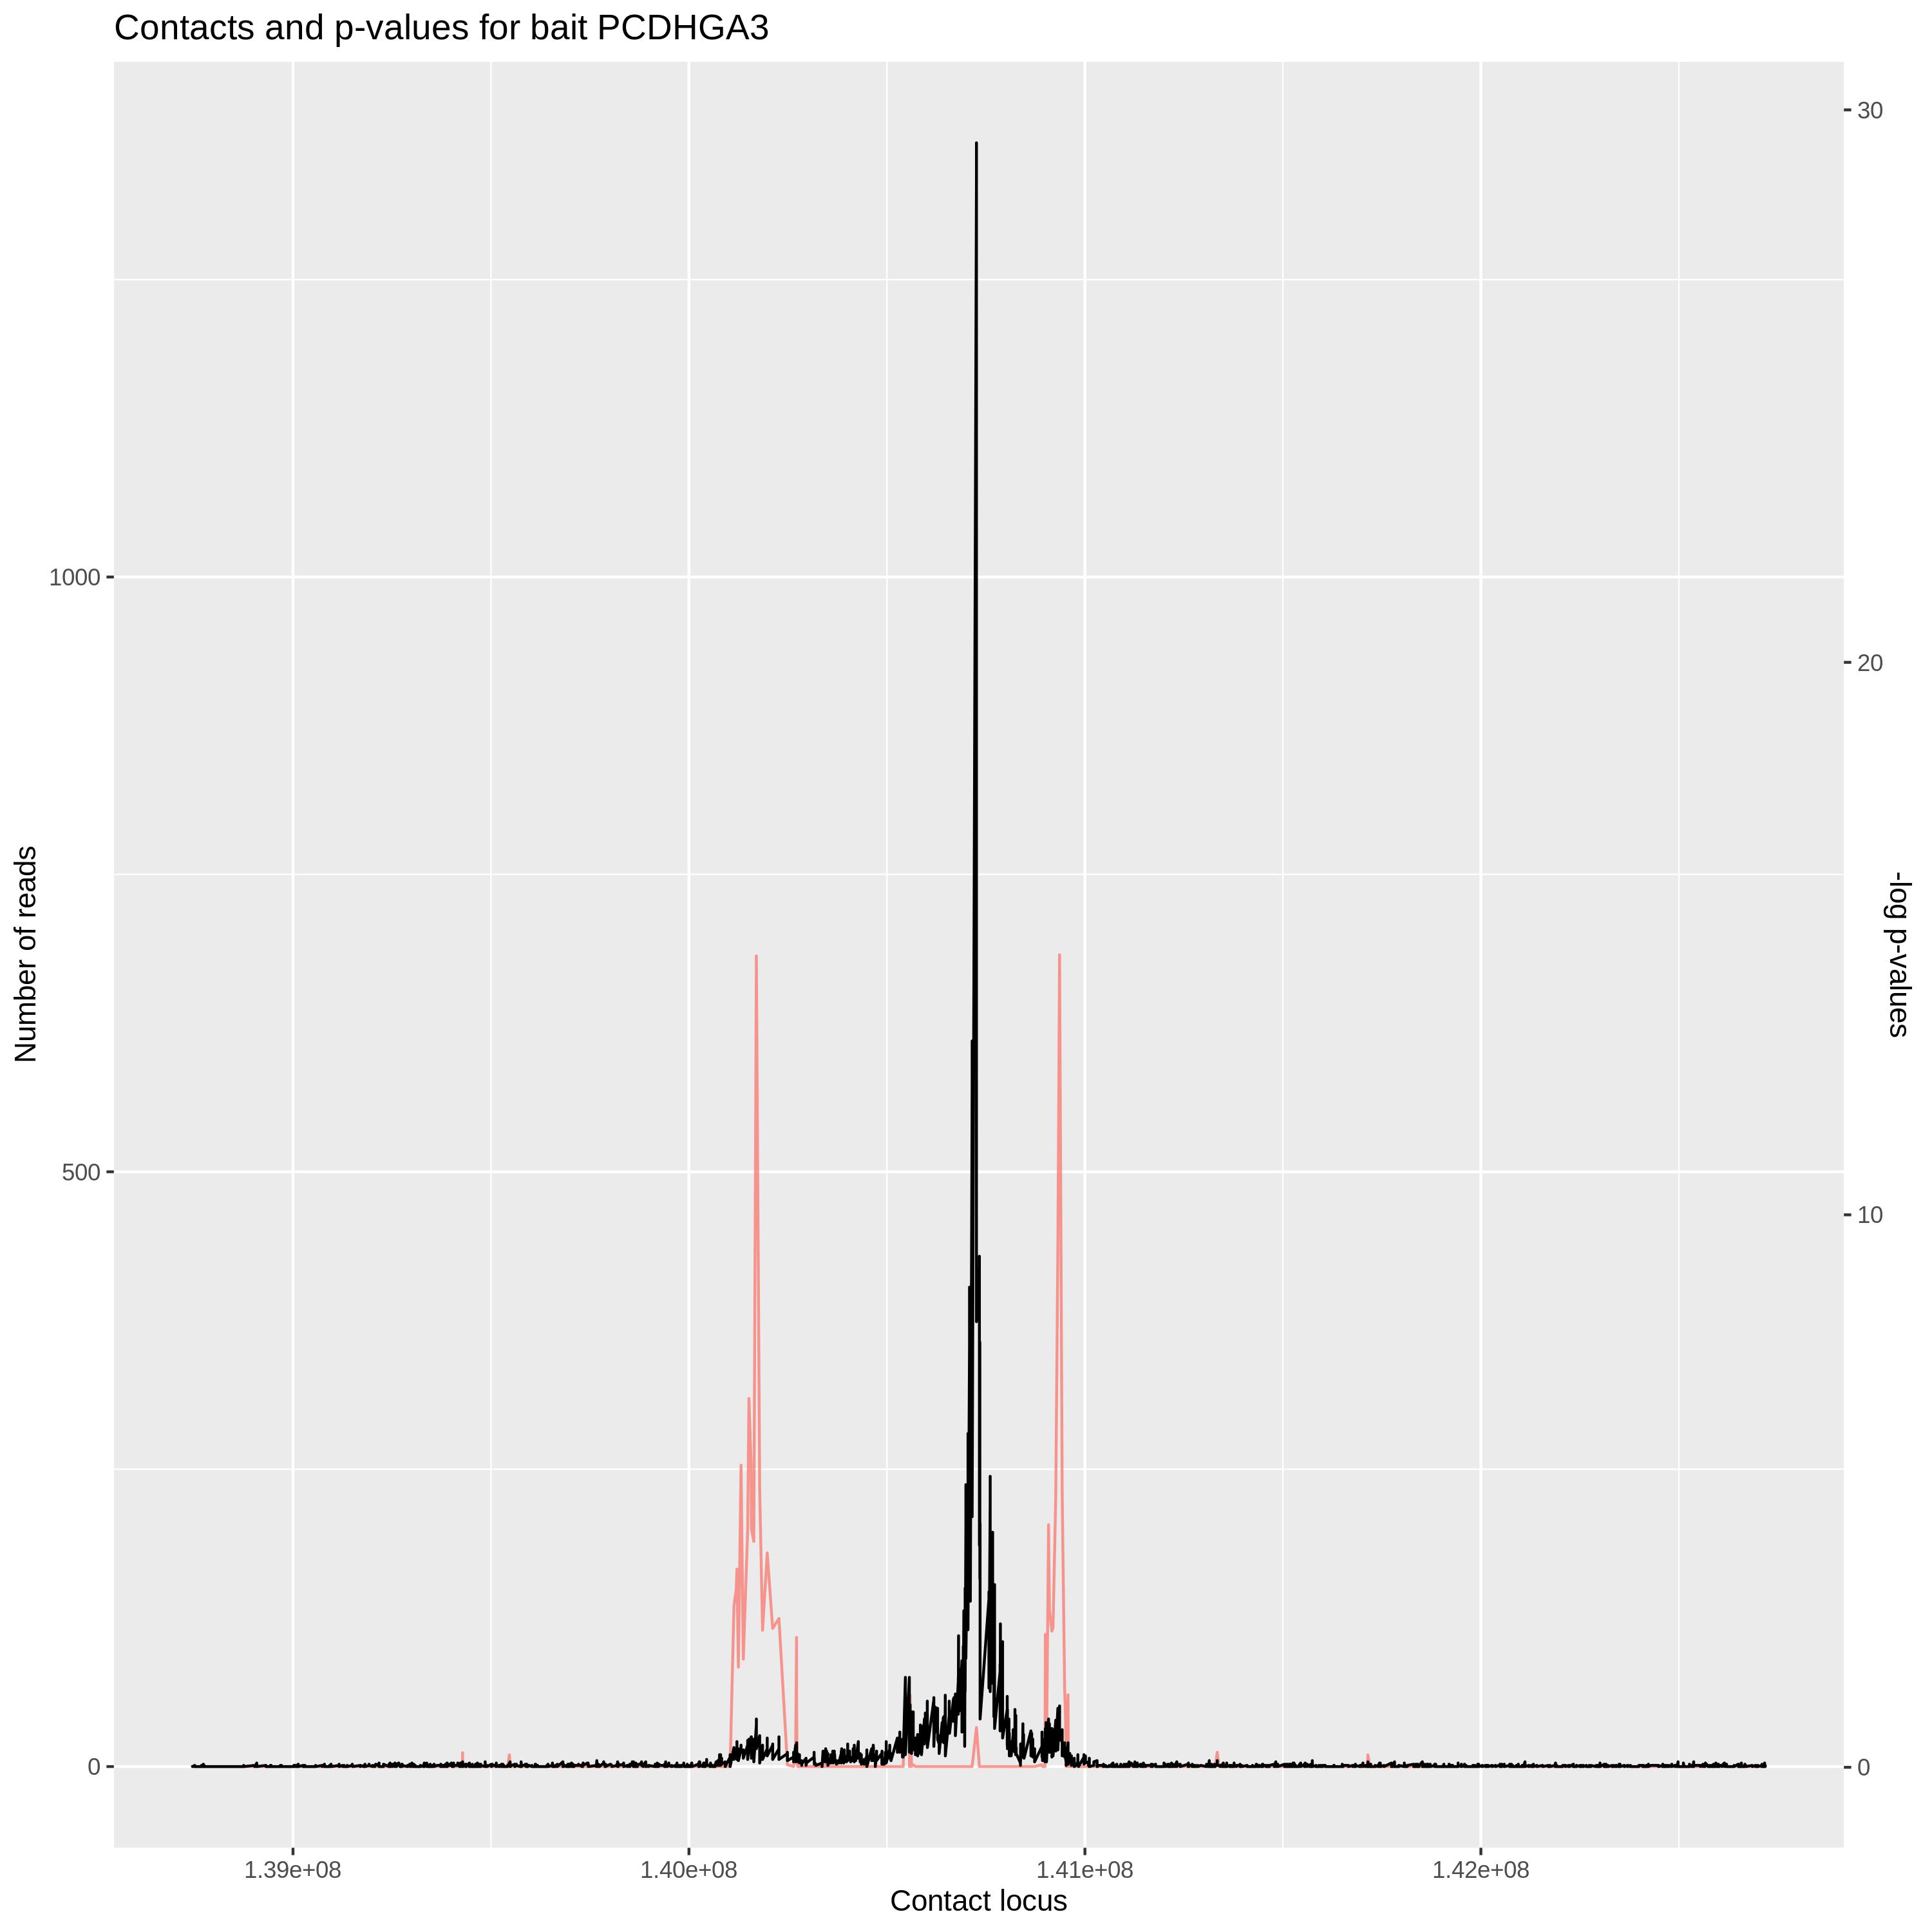 Contacts and p-values for bait PCDHGA3
30
1000
20
Number of reads
-log p-values
500
10
0
0
1.39e+08
1.40e+08
1.41e+08
1.42e+08
Contact locus